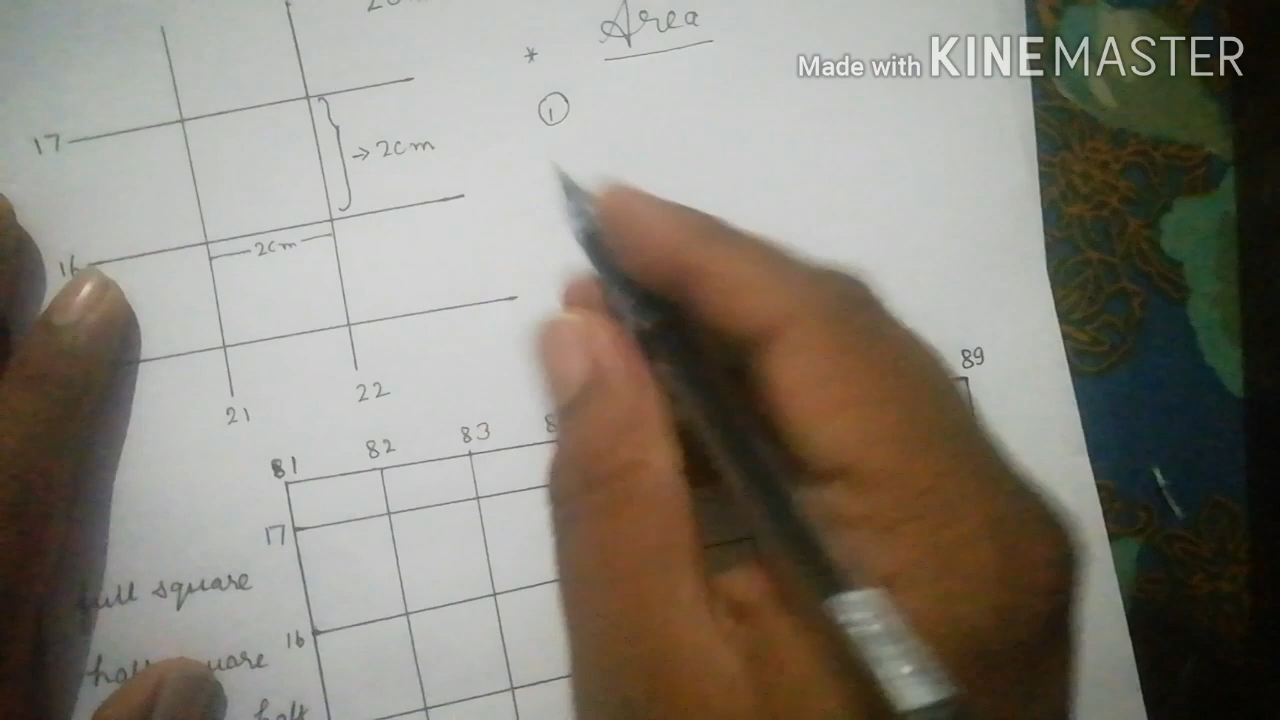 Area
Made with KINEMASTER
*
1
17
→ 2cm
2cm
16
21
22
89
81
82
83
17
full square
16
half square
half